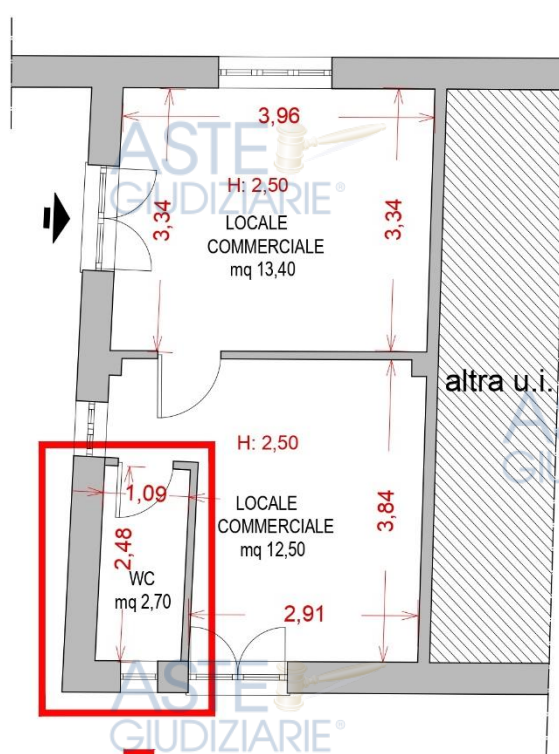 3,96
ASTE
GIUDIZIARIE®
H: 2,50
3,34
3,34
LOCALE
COMMERCIALE
mq 13,40
altra u.i.
A
GIU
H: 2,50
1,09
LOCALE
COMMERCIALE
mq 12,50
3,84
2,48
WC
mq 2,70
2,91
ASTE
GIUDIZIARIE®